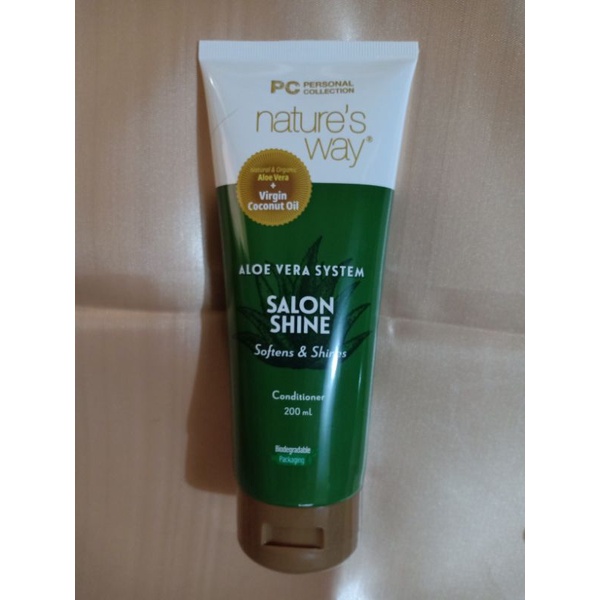 PC PERSONAL COLLECTION
nature's
way®
Natural & Organic
Aloe Vera
+
Virgin
Coconut Oil
ALOE VERA SYSTEM
SALON
SHINE
Softens & Shines
Conditioner
200 mL
Biodegradable
Packaging